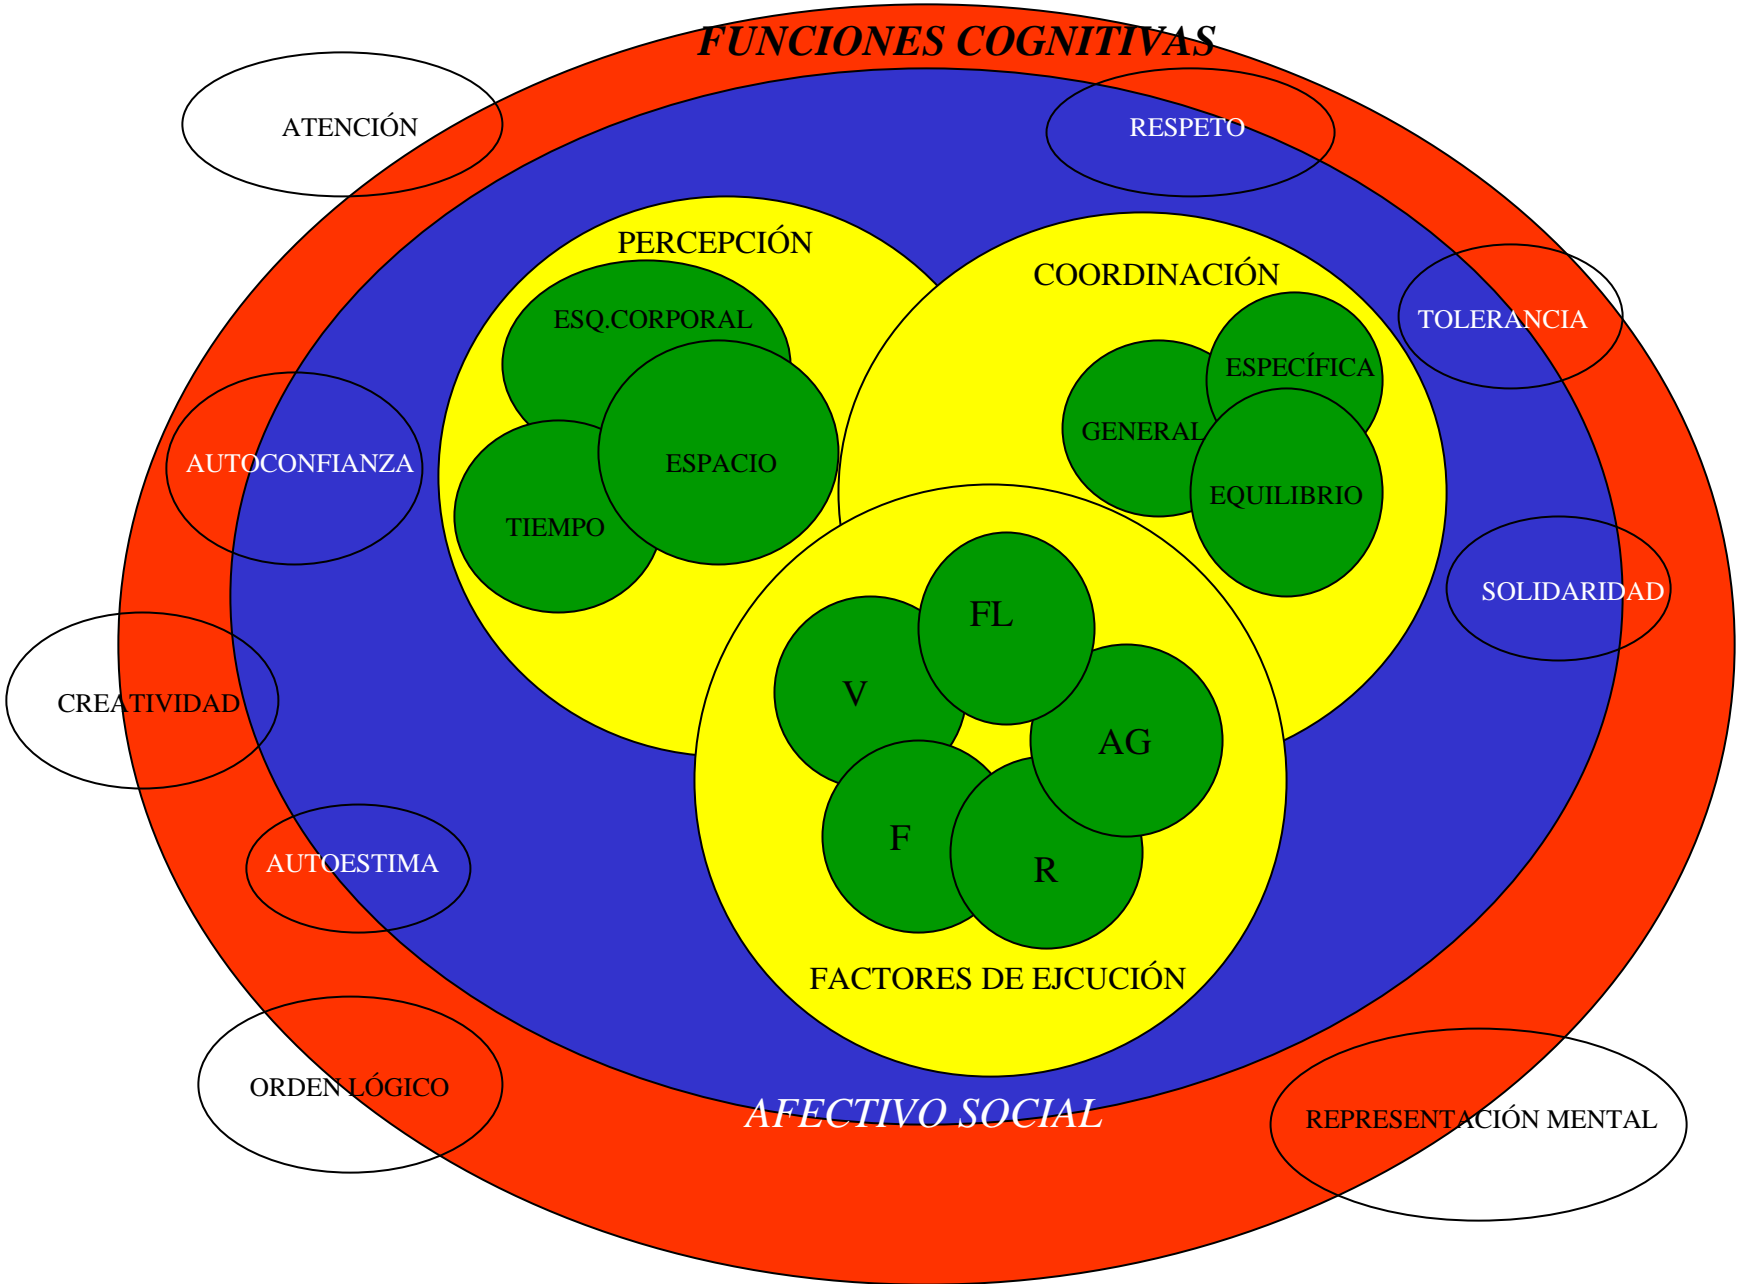 FUNCIONES COGNITIVAS
ATENCIÓN
RESPETO
PERCEPCIÓN
COORDINACIÓN
ESQ.CORPORAL
TOLERANCIA
ESPECÍFICA
GENERAL
AUTOCONFIANZA
ESPACIO
EQUILIBRIO
TIEMPO
SOLIDARIDAD
FL
V
CREATIVIDAD
AG
F
R
AUTOESTIMA
FACTORES DE EJCUCIÓN
ORDEN LÓGICO
AFECTIVO SOCIAL
REPRESENTACIÓN MENTAL